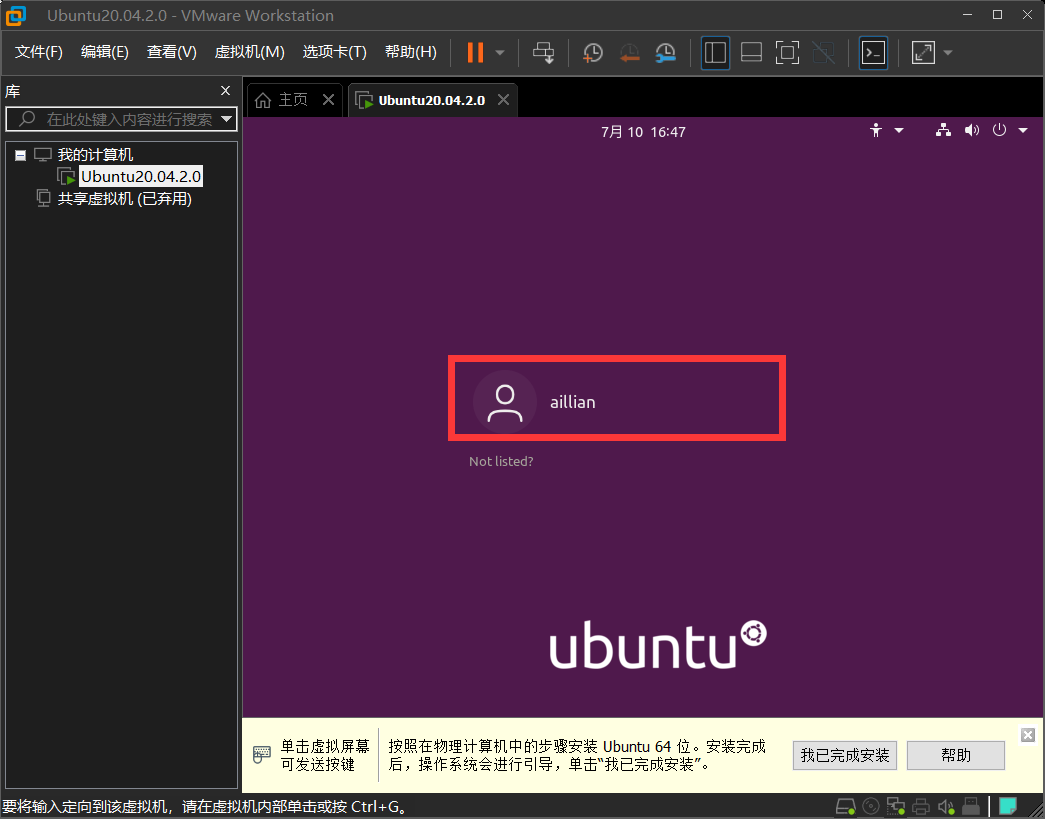 Ubuntu20.04.2.0 - VMware Workstation
文件(F) 编辑(E) 查看(V) 虚拟机(M) 选项卡(T) 帮助(H)
库
在此处键入内容进行搜索
我的计算机
Ubuntu20.04.2.0
共享虚拟机 (已弃用)
主页
Ubuntu20.04.2.0
7月 10 16:47
aillian
Not listed?
ubuntu
单击虚拟屏幕
可发送按键
按照在物理计算机中的步骤安装 Ubuntu 64 位。安装完成
后，操作系统会进行引导，单击“我已完成安装”。
我已完成安装
帮助
要将输入定向到该虚拟机，请在虚拟机内部单击或按 Ctrl+G。